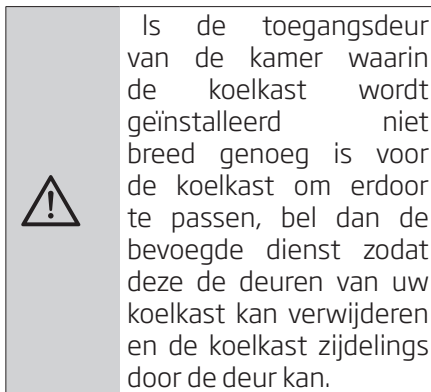 Is de toegangsdeur
van de kamer waarin
de koelkast wordt
geïnstalleerd niet
breed genoeg is voor
de koelkast om erdoor
te passen, bel dan de
bevoegde dienst zodat
deze de deuren van uw
koelkast kan verwijderen
en de koelkast zijdelings
door de deur kan.